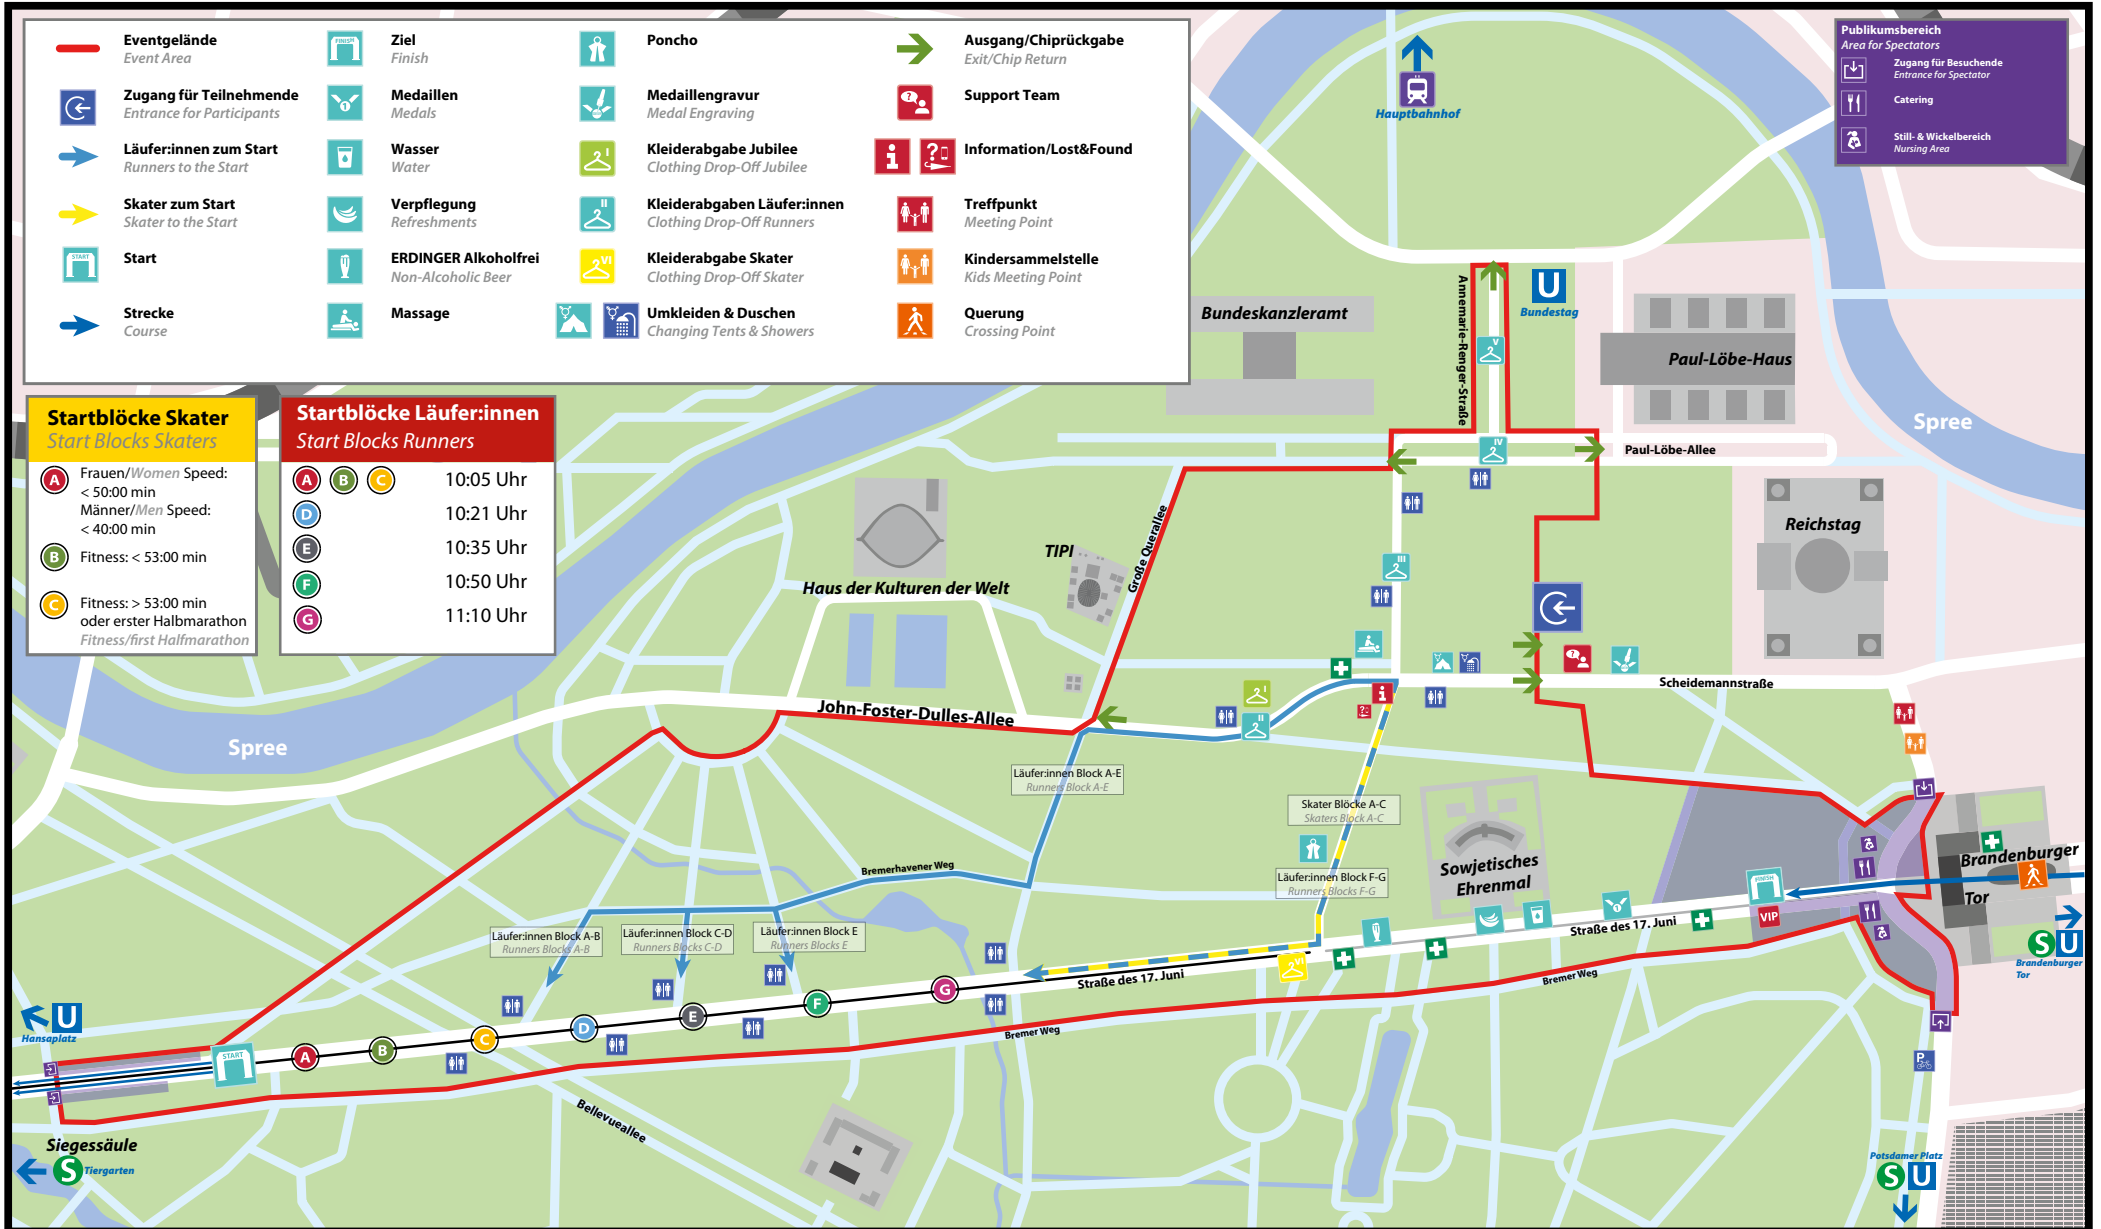 Eventgelände
Event Area
Zugang für Teilnehmende
Entrance for Participants
Läufer:innen zum Start
Runners to the Start
Skater zum Start
Skater to the Start
START
Start
Strecke
Course
FINISH
Ziel
Finish
1
Medaillen
Medals
Wasser
Water
Verpflegung
Refreshments
ERDINGER Alkoholfrei
Non-Alcoholic Beer
Massage
Poncho
Medaillengravur
Medal Engraving
I
Kleiderabgabe Jubilee
Clothing Drop-Off Jubilee
II
Kleiderabgaben Läufer:innen
Clothing Drop-Off Runners
VI
Kleiderabgabe Skater
Clothing Drop-Off Skater
Umkleiden & Duschen
Changing Tents & Showers
Ausgang/Chiprückgabe
Exit/Chip Return
Support Team
Information/Lost&Found
Treffpunkt
Meeting Point
Kindersammelstelle
Kids Meeting Point
Querung
Crossing Point
Publikumsbereich
Area for Spectators
Zugang für Besuchende
Entrance for Spectator
Catering
Still- & Wickelbereich
Nursing Area
Startblöcke Skater
Start Blocks Skaters
A Frauen/Women Speed:
< 50:00 min
Männer/Men Speed:
< 40:00 min
B Fitness: < 53:00 min
C Fitness: > 53:00 min
oder erster Halbmarathon
Fitness/first Halfmarathon
Startblöcke Läufer:innen
Start Blocks Runners
A B C 10:05 Uhr
D 10:21 Uhr
E 10:35 Uhr
F 10:50 Uhr
G 11:10 Uhr
Hauptbahnhof
Bundeskanzleramt
Annemarie-Renger-Straße
U
Bundestag
V
Paul-Löbe-Haus
Spree
IV
Paul-Löbe-Allee
Reichstag
Haus der Kulturen der Welt
TIPI
Große Querallee
III
Scheidemannstraße
I
II
John-Foster-Dulles-Allee
Spree
Läufer:innen Block A-E
Runners Block A-E
Skater Blöcke A-C
Skaters Block A-C
Läufer:innen Block F-G
Runners Blocks F-G
Sowjetisches
Ehrenmal
Bremerhavener Weg
Läufer:innen Block A-B
Runners Blocks A-B
Läufer:innen Block C-D
Runners Blocks C-D
Läufer:innen Block E
Runners Blocks E
Brandenburger
Tor
FINISH
VIP
1
Straße des 17. Juni
VI
Straße des 17. Juni
Bremer Weg
Bremer Weg
S U
Brandenburger
Tor
U
Hansaplatz
START
A
B
C
D
E
F
G
P
Bellevueallee
Siegessäule
S Tiergarten
Potsdamer Platz
S U